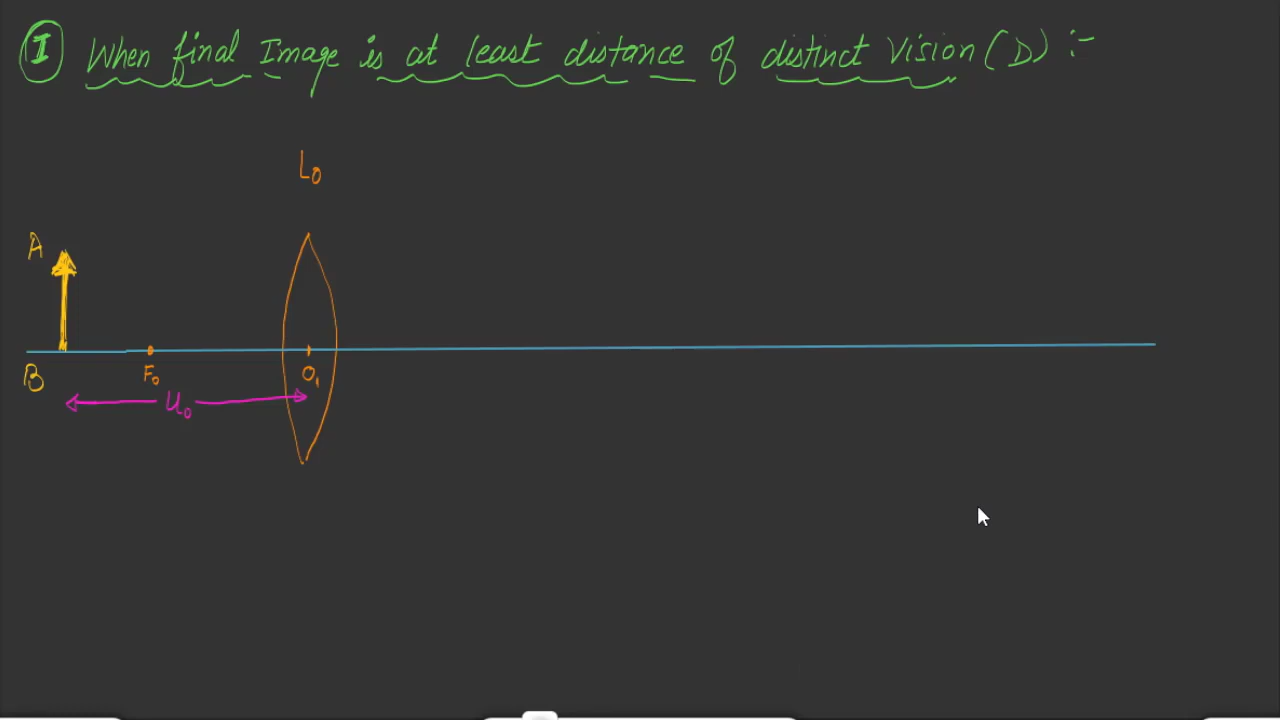 I When final Image is at least distance of distinct Vision (D) :-
L₀
A
B
F₀
O₁
u₀